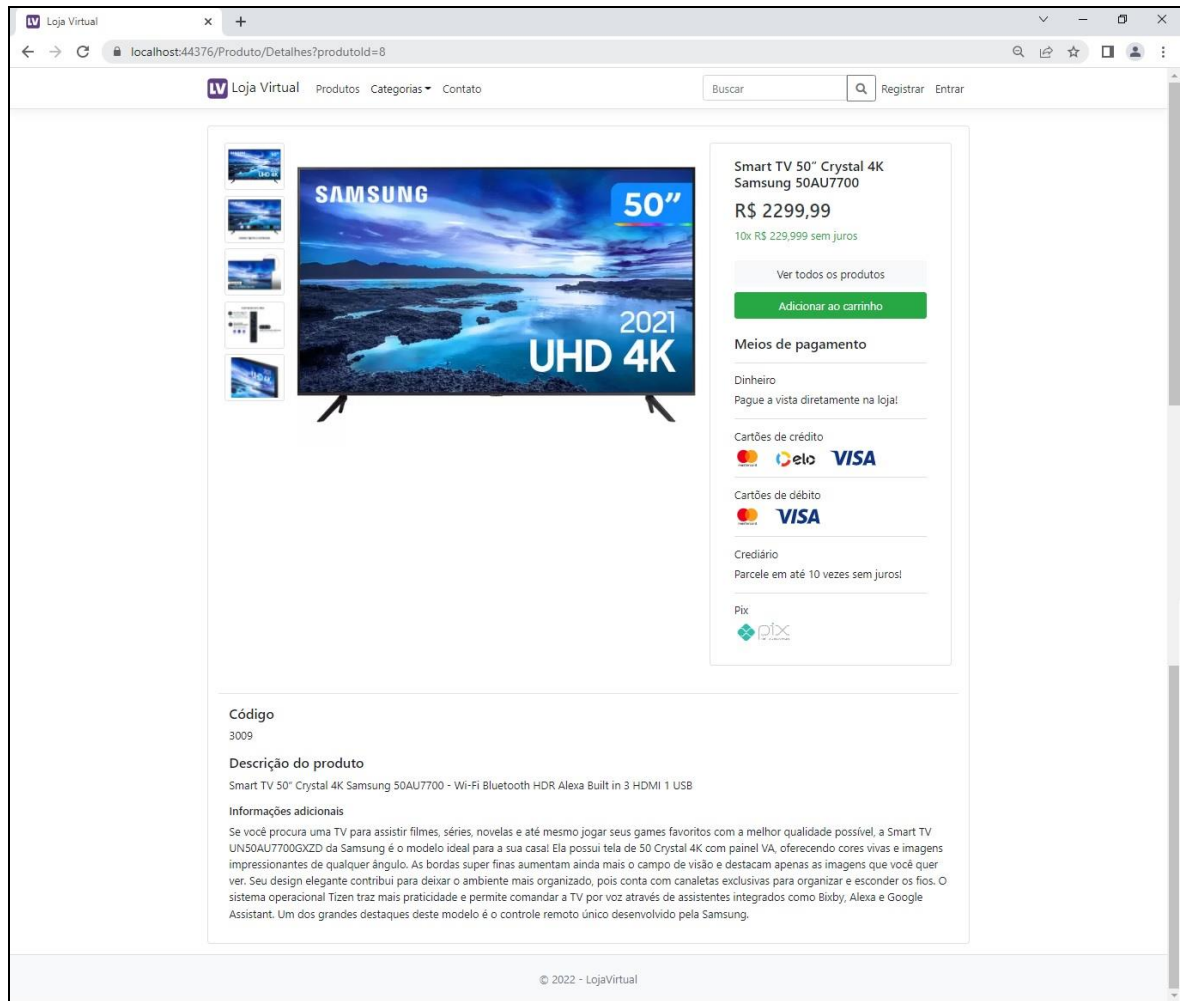 LV Loja Virtual
localhost:44376/Produto/Detalhes?produtoId=8
LV Loja Virtual Produtos Categorias Contato Buscar Registrar Entrar
SAMSUNG
50"
2021
UHD 4K
Smart TV 50" Crystal 4K
Samsung 50AU7700
R$ 2299,99
10x R$ 229,999 sem juros
Ver todos os produtos
Adicionar ao carrinho
Meios de pagamento
Dinheiro
Pague a vista diretamente na loja!
Cartões de crédito
elo VISA
Cartões de débito
VISA
Crediário
Parcele em até 10 vezes sem juros!
Pix
pix
Código
3009
Descrição do produto
Smart TV 50" Crystal 4K Samsung 50AU7700 - Wi-Fi Bluetooth HDR Alexa Built in 3 HDMI 1 USB
Informações adicionais
Se você procura uma TV para assistir filmes, séries, novelas e até mesmo jogar seus games favoritos com a melhor qualidade possível, a Smart TV
UN50AU7700GXZD da Samsung é o modelo ideal para a sua casa! Ela possui tela de 50 Crystal 4K com painel VA, oferecendo cores vivas e imagens
impressionantes de qualquer ângulo. As bordas super finas aumentam ainda mais o campo de visão e destacam apenas as imagens que você quer
ver. Seu design elegante contribui para deixar o ambiente mais organizado, pois conta com canaletas exclusivas para organizar e esconder os fios. O
sistema operacional Tizen traz mais praticidade e permite comandar a TV por voz através de assistentes integrados como Bixby, Alexa e Google
Assistant. Um dos grandes destaques deste modelo é o controle remoto único desenvolvido pela Samsung.
© 2022 - LojaVirtual